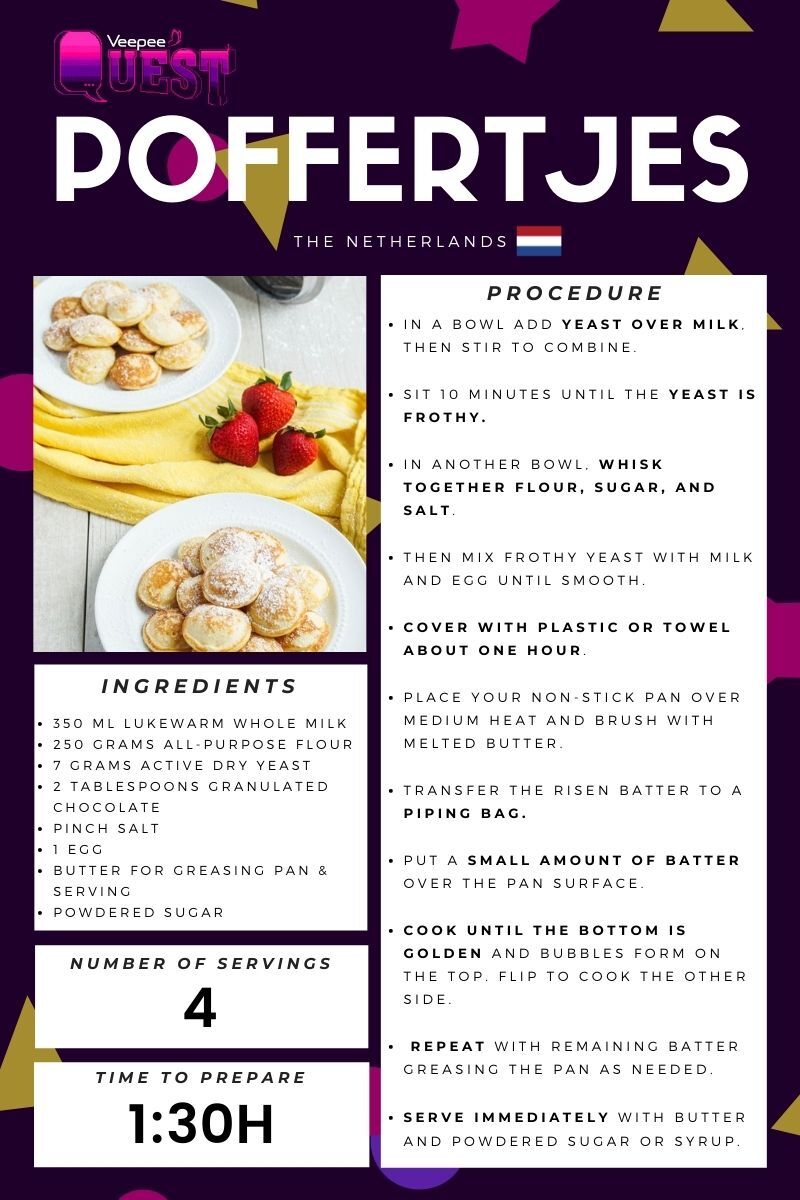 Veepee
QUEST
POFFERTJES
THE NETHERLANDS
INGREDIENTS
• 350 ML LUKEWARM WHOLE MILK
• 250 GRAMS ALL-PURPOSE FLOUR
• 7 GRAMS ACTIVE DRY YEAST
• 2 TABLESPOONS GRANULATED
CHOCOLATE
• PINCH SALT
• 1 EGG
• BUTTER FOR GREASING PAN &
SERVING
• POWDERED SUGAR
NUMBER OF SERVINGS
4
TIME TO PREPARE
1:30H
PROCEDURE
• IN A BOWL ADD YEAST OVER MILK,
THEN STIR TO COMBINE.
• SIT 10 MINUTES UNTIL THE YEAST IS
FROTHY.
• IN ANOTHER BOWL, WHISK
TOGETHER FLOUR, SUGAR, AND
SALT.
• THEN MIX FROTHY YEAST WITH MILK
AND EGG UNTIL SMOOTH.
• COVER WITH PLASTIC OR TOWEL
ABOUT ONE HOUR.
• PLACE YOUR NON-STICK PAN OVER
MEDIUM HEAT AND BRUSH WITH
MELTED BUTTER.
• TRANSFER THE RISEN BATTER TO A
PIPING BAG.
• PUT A SMALL AMOUNT OF BATTER
OVER THE PAN SURFACE.
• COOK UNTIL THE BOTTOM IS
GOLDEN AND BUBBLES FORM ON
THE TOP. FLIP TO COOK THE OTHER
SIDE.
• REPEAT WITH REMAINING BATTER
GREASING THE PAN AS NEEDED.
• SERVE IMMEDIATELY WITH BUTTER
AND POWDERED SUGAR OR SYRUP.